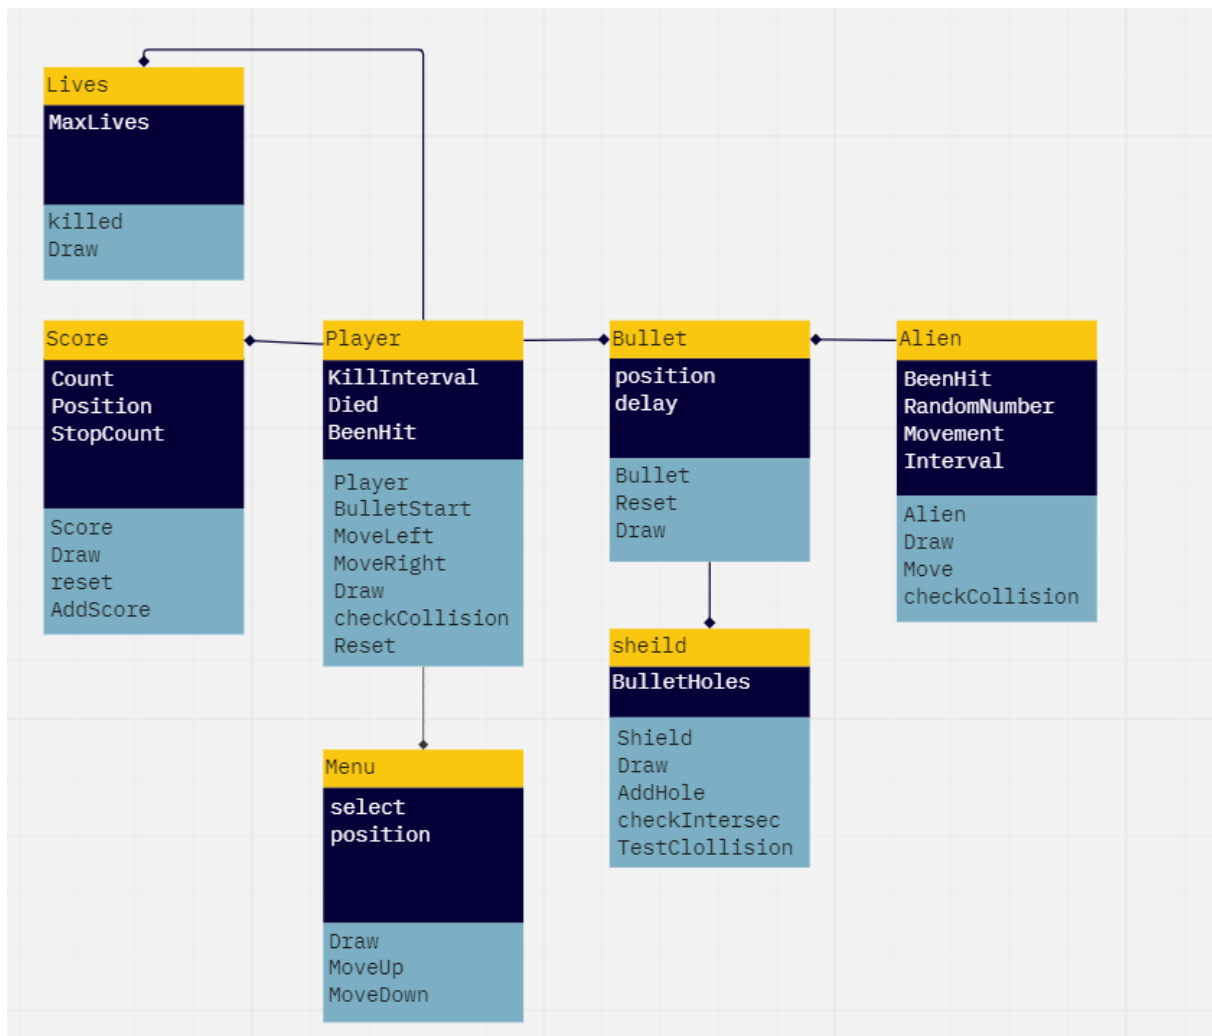 Lives
MaxLives
killed
Draw
Score
Count
Position
StopCount
Score
Draw
reset
AddScore
Player
KillInterval
Died
BeenHit
Player
BulletStart
MoveLeft
MoveRight
Draw
checkCollision
Reset
Bullet
position
delay
Bullet
Reset
Draw
Alien
BeenHit
RandomNumber
Movement
Interval
Alien
Draw
Move
checkCollision
sheild
BulletHoles
Shield
Draw
AddHole
checkIntersec
TestClollision
Menu
select
position
Draw
MoveUp
MoveDown